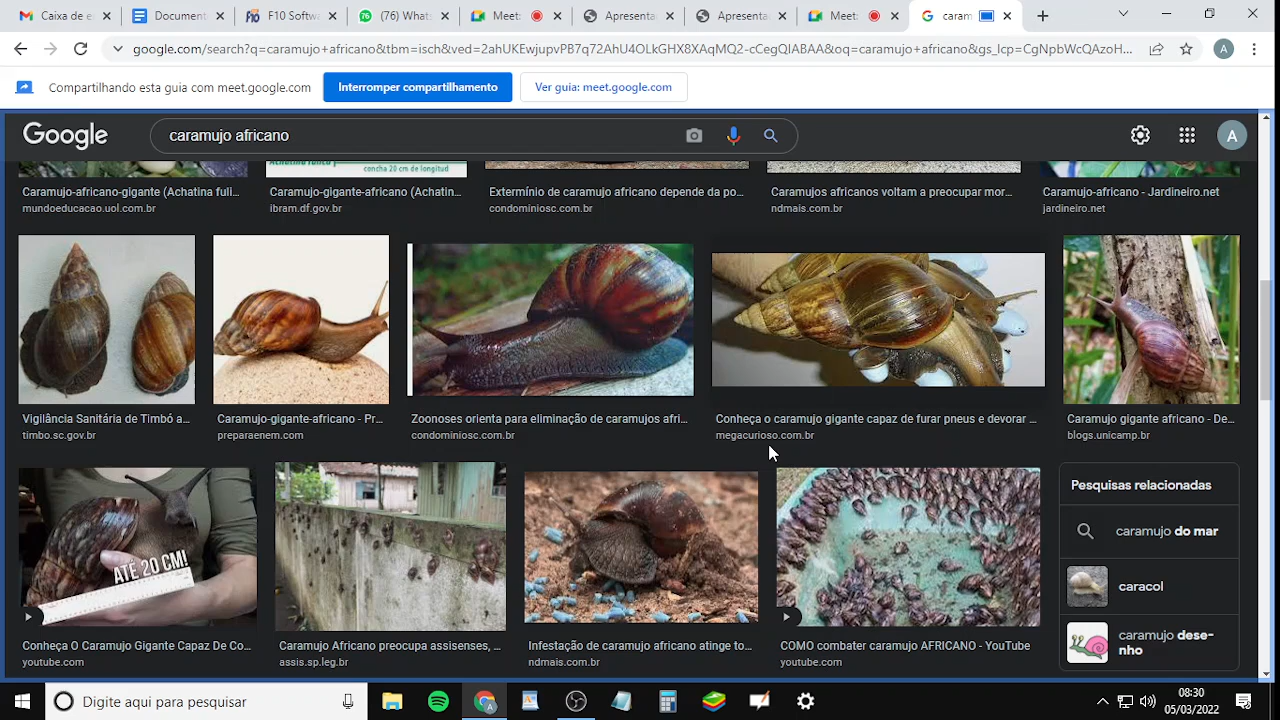 Caixa de e
Document
F10 Softwa
(76) Whats
Meet:
Apresenta
Apresenta
Meet:
caram
google.com/search?q=caramujo+africano&tbm=isch&ved=2ahUKEwjupvPB7q72AhU4OLkGHX8XAqMQ2-cCegQIABAA&oq=caramujo+africano&gs_lcp=CgNpbWcQAzoH...
A
Compartilhando esta guia com meet.google.com
Interromper compartilhamento
Ver guia: meet.google.com
Google
caramujo africano
A
concha 20 cm de longitud
Caramujo-africano-gigante (Achatina full...
Caramujo-gigante-africano (Achatin...
Extermínio de caramujo africano depende da po...
Caramujos africanos voltam a preocupar mor...
Caramujo-africano - Jardineiro.net
mundoeducacao.uol.com.br
ibram.df.gov.br
condominiosc.com.br
ndmais.com.br
jardineiro.net
Vigilância Sanitária de Timbó a...
Caramujo-gigante-africano - Pr...
Zoonoses orienta para eliminação de caramujos afri...
Conheça o caramujo gigante capaz de furar pneus e devorar ...
Caramujo gigante africano - De...
timbo.sc.gov.br
preparaenem.com
condominiosc.com.br
megacurioso.com.br
blogs.unicamp.br
ATÉ 20 CM!
Pesquisas relacionadas
caramujo do mar
caracol
caramujo dese-
nho
Conheça O Caramujo Gigante Capaz De Co...
Caramujo Africano preocupa assisenses, ...
Infestação de caramujo africano atinge to...
COMO combater caramujo AFRICANO - YouTube
youtube.com
assis.sp.leg.br
ndmais.com.br
youtube.com
Digite aqui para pesquisar
08:30
05/03/2022